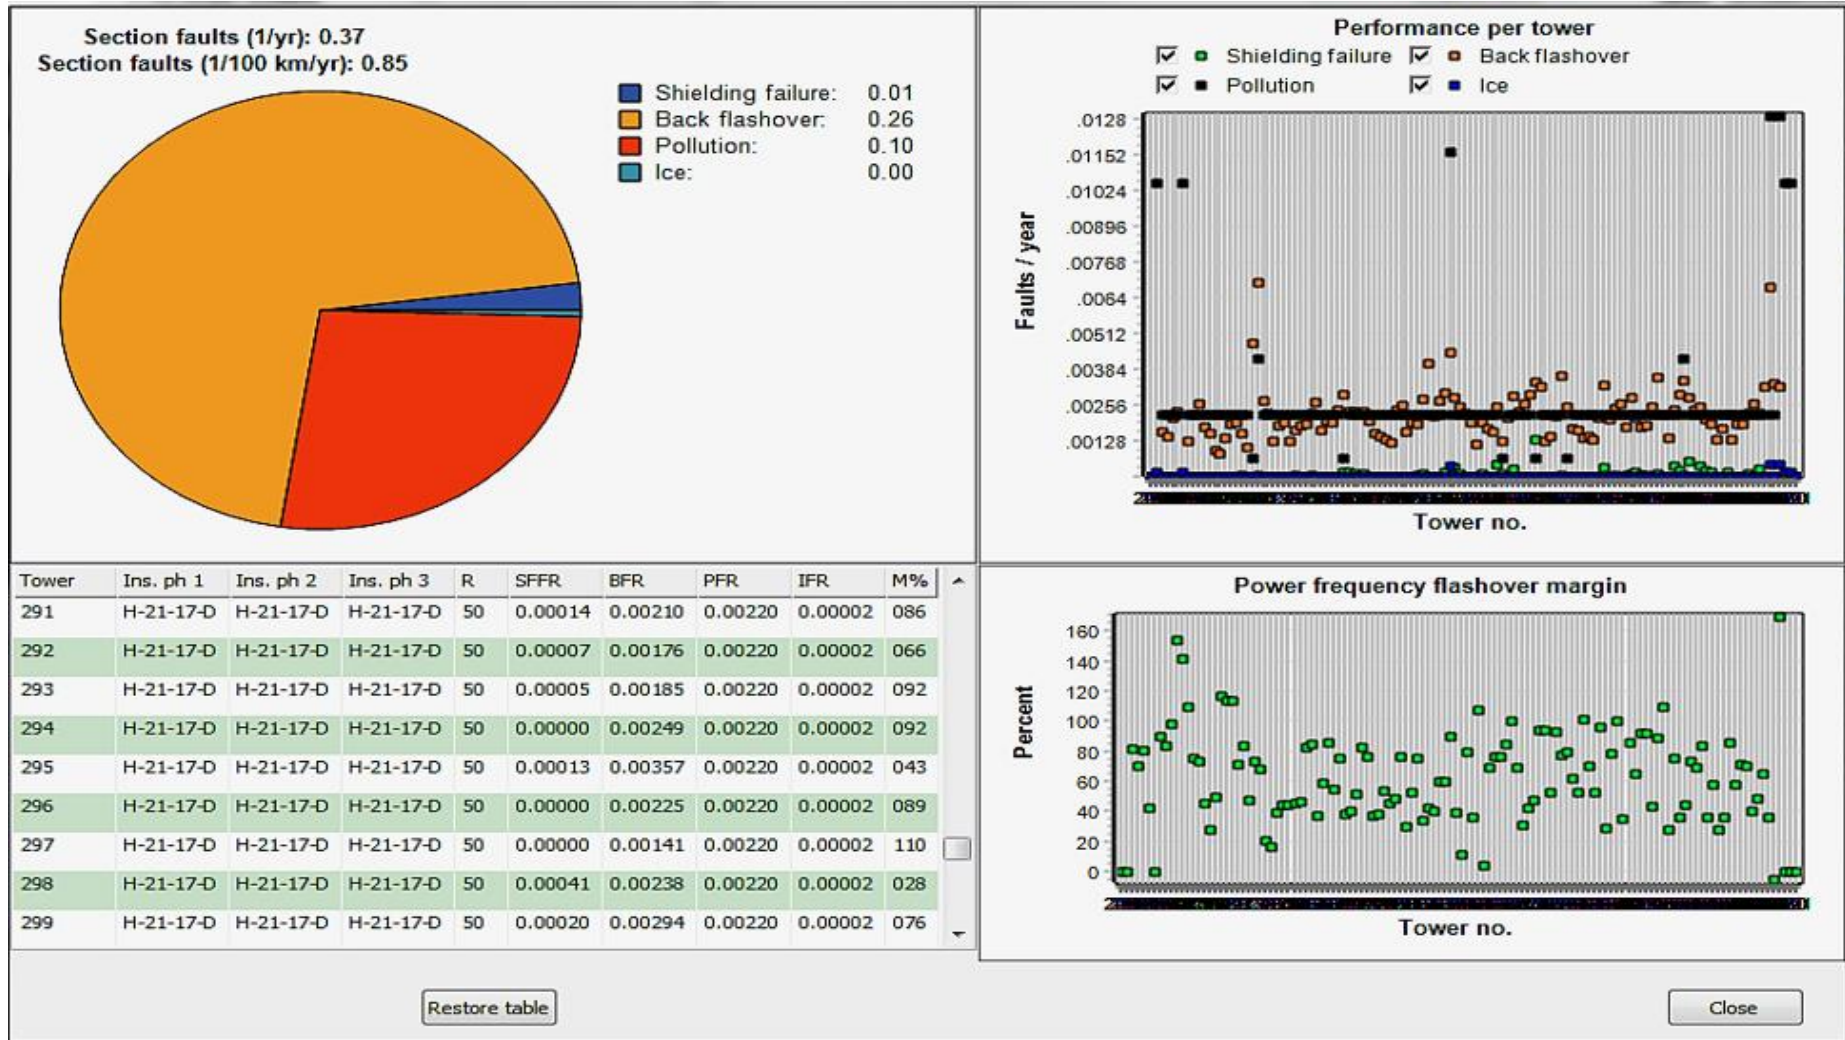 Section faults (1/yr): 0.37
Section faults (1/100 km/yr): 0.85
Shielding failure: 0.01
Back flashover: 0.26
Pollution: 0.10
Ice: 0.00
Performance per tower
Shielding failure Back flashover
Pollution Ice
Faults / year
.0128
.01152
.01024
.00896
.00768
.0064
.00512
.00384
.00256
.00128
Tower no.
Tower Ins. ph 1 Ins. ph 2 Ins. ph 3 R SFFR BFR PFR IFR M%
291 H-21-17-D H-21-17-D H-21-17-D 50 0.00014 0.00210 0.00220 0.00002 086
292 H-21-17-D H-21-17-D H-21-17-D 50 0.00007 0.00176 0.00220 0.00002 066
293 H-21-17-D H-21-17-D H-21-17-D 50 0.00005 0.00185 0.00220 0.00002 092
294 H-21-17-D H-21-17-D H-21-17-D 50 0.00000 0.00249 0.00220 0.00002 092
295 H-21-17-D H-21-17-D H-21-17-D 50 0.00013 0.00357 0.00220 0.00002 043
296 H-21-17-D H-21-17-D H-21-17-D 50 0.00000 0.00225 0.00220 0.00002 089
297 H-21-17-D H-21-17-D H-21-17-D 50 0.00000 0.00141 0.00220 0.00002 110
298 H-21-17-D H-21-17-D H-21-17-D 50 0.00041 0.00238 0.00220 0.00002 028
299 H-21-17-D H-21-17-D H-21-17-D 50 0.00020 0.00294 0.00220 0.00002 076
Power frequency flashover margin
Percent
160
140
120
100
80
60
40
20
0
Tower no.
Restore table
Close